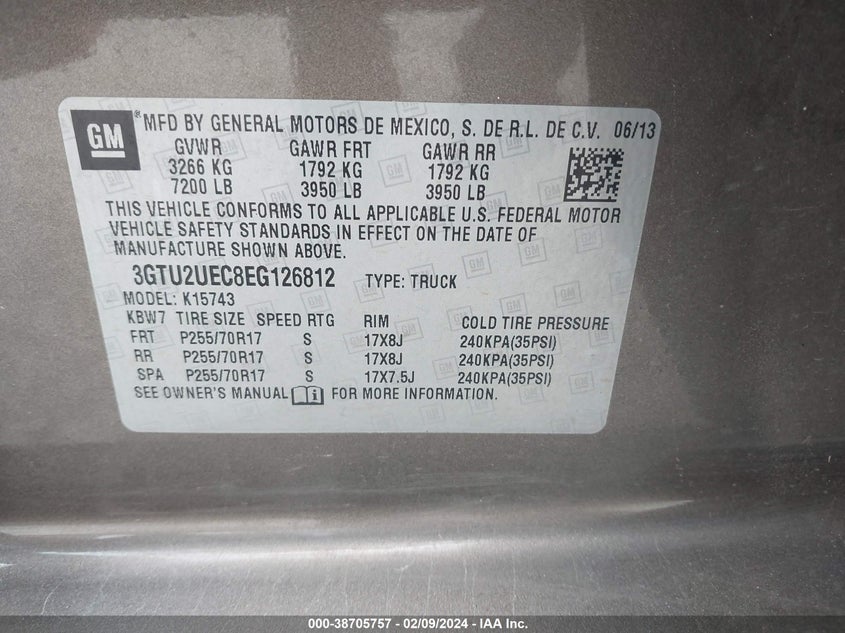 GM ® MFD BY GENERAL MOTORS DE MEXICO, S. DE R.L. DE C.V. 06/13
GVWR GAWR FRT GAWR RR
3266 KG 1792 KG 1792 KG
7200 LB 3950 LB 3950 LB
THIS VEHICLE CONFORMS TO ALL APPLICABLE U.S. FEDERAL MOTOR
VEHICLE SAFETY STANDARDS IN EFFECT ON THE DATE OF
MANUFACTURE SHOWN ABOVE.
3GTU2UEC8EG126812 TYPE: TRUCK
MODEL: K15743
KBW7 TIRE SIZE SPEED RTG RIM COLD TIRE PRESSURE
FRT P255/70R17 S 17X8J 240KPA(35PSI)
RR P255/70R17 S 17X8J 240KPA(35PSI)
SPA P255/70R17 S 17X7.5J 240KPA(35PSI)
SEE OWNER'S MANUAL i FOR MORE INFORMATION.
000-38705757 - 02/09/2024 - IAA Inc.